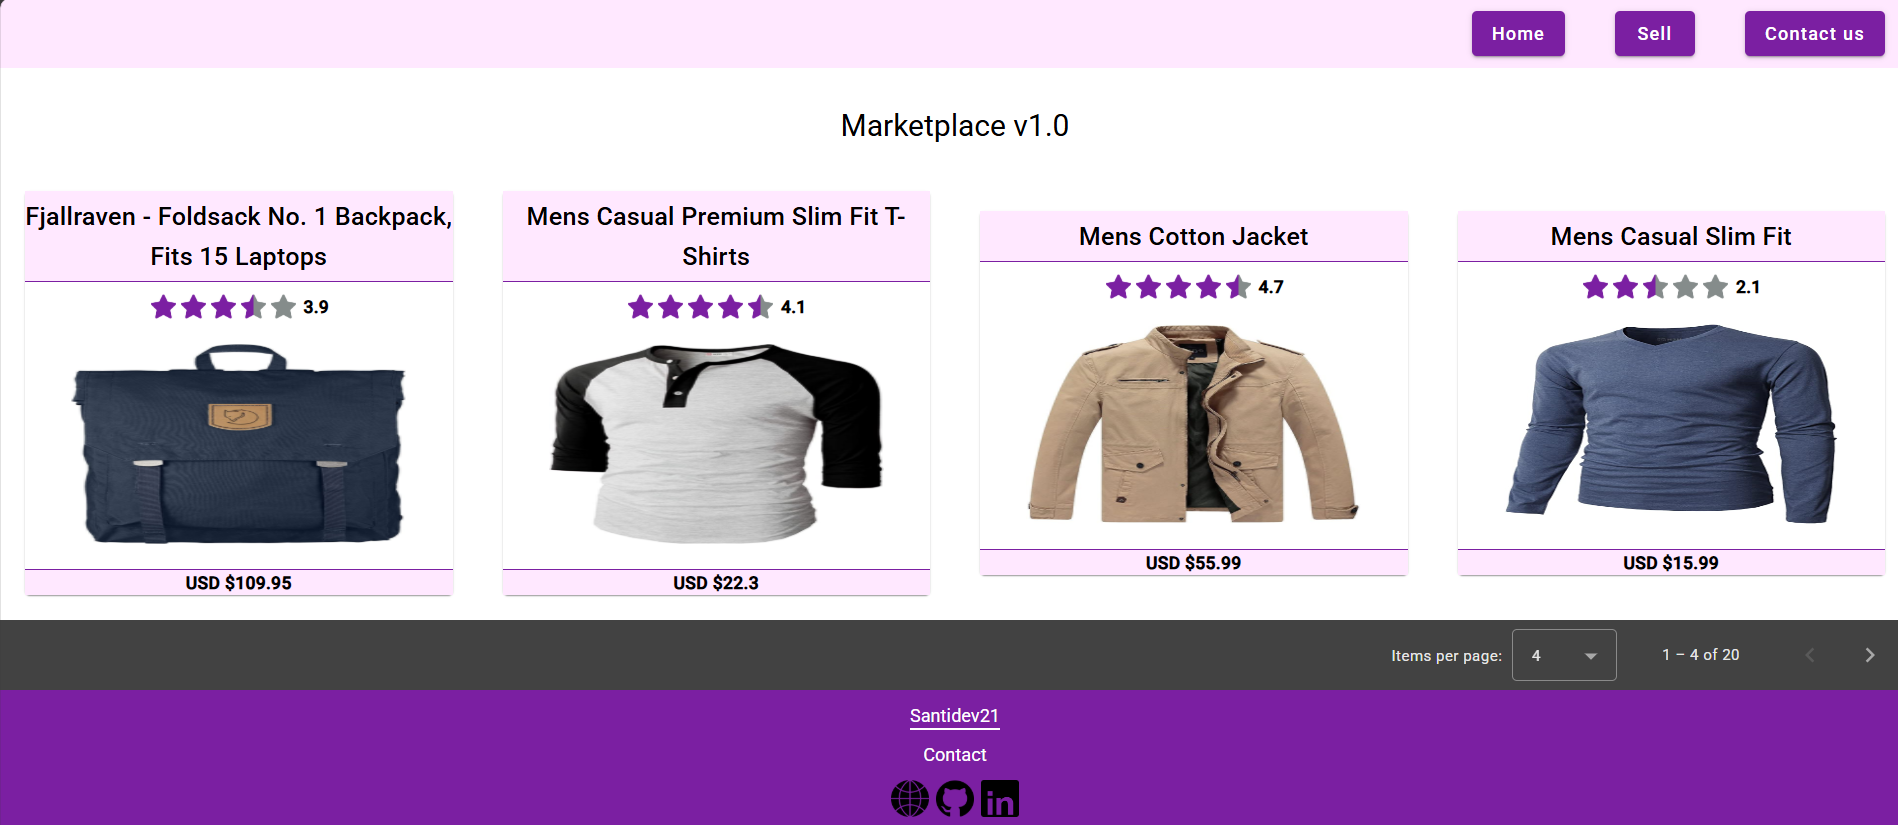 Home
Sell
Contact us
Marketplace v1.0
Fjallraven - Foldsack No. 1 Backpack,
Fits 15 Laptops
3.9
USD $109.95
Mens Casual Premium Slim Fit T-
Shirts
4.1
USD $22.3
Mens Cotton Jacket
4.7
USD $55.99
Mens Casual Slim Fit
2.1
USD $15.99
Items per page:
4
1 – 4 of 20
Santidev21
Contact
in